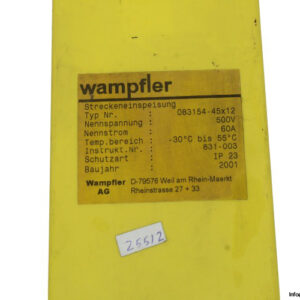 wampfler
Streckeneinspeisung
Typ Nr. : 083154-45x12
Nennspannung : 500V
Nennstrom : 60A
Temp.bereich : -30°C bis 55°C
Instrukt.Nr. : 631-003
Schutzart : IP 23
Baujahr : 2001
Wampfler AG D-79576 Weil am Rhein-Maerkt
Rheinstrasse 27 + 33
25512